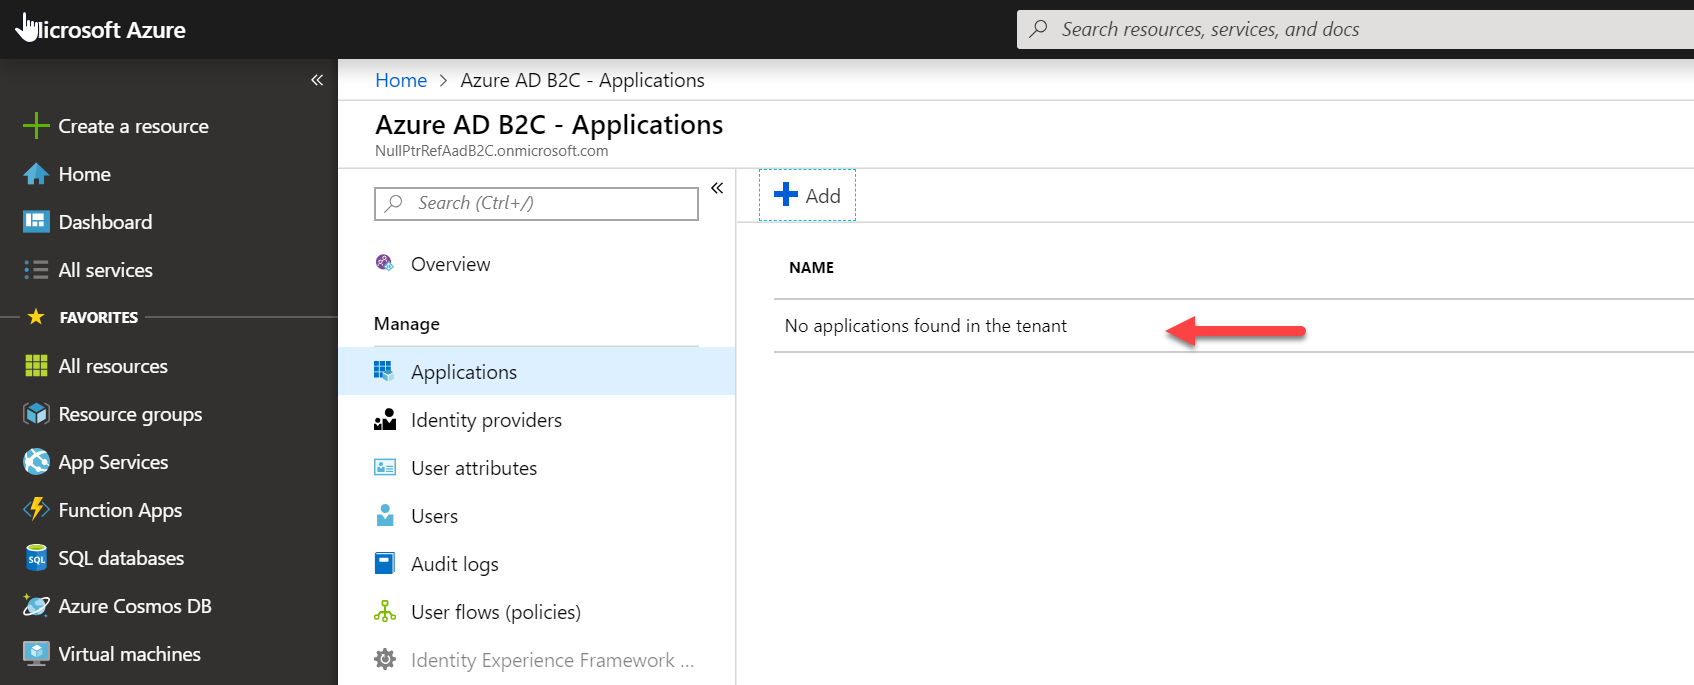 icrosoft Azure
Search resources, services, and docs
«
Create a resource
Home
Dashboard
All services
FAVORITES
All resources
Resource groups
App Services
Function Apps
SQL
SQL databases
Azure Cosmos DB
Virtual machines
Home > Azure AD B2C - Applications
Azure AD B2C - Applications
NullPtrRefAadB2C.onmicrosoft.com
Search (Ctrl+/)
«
Overview
Manage
Applications
Identity providers
User attributes
Users
Audit logs
User flows (policies)
Identity Experience Framework ...
Add
NAME
No applications found in the tenant